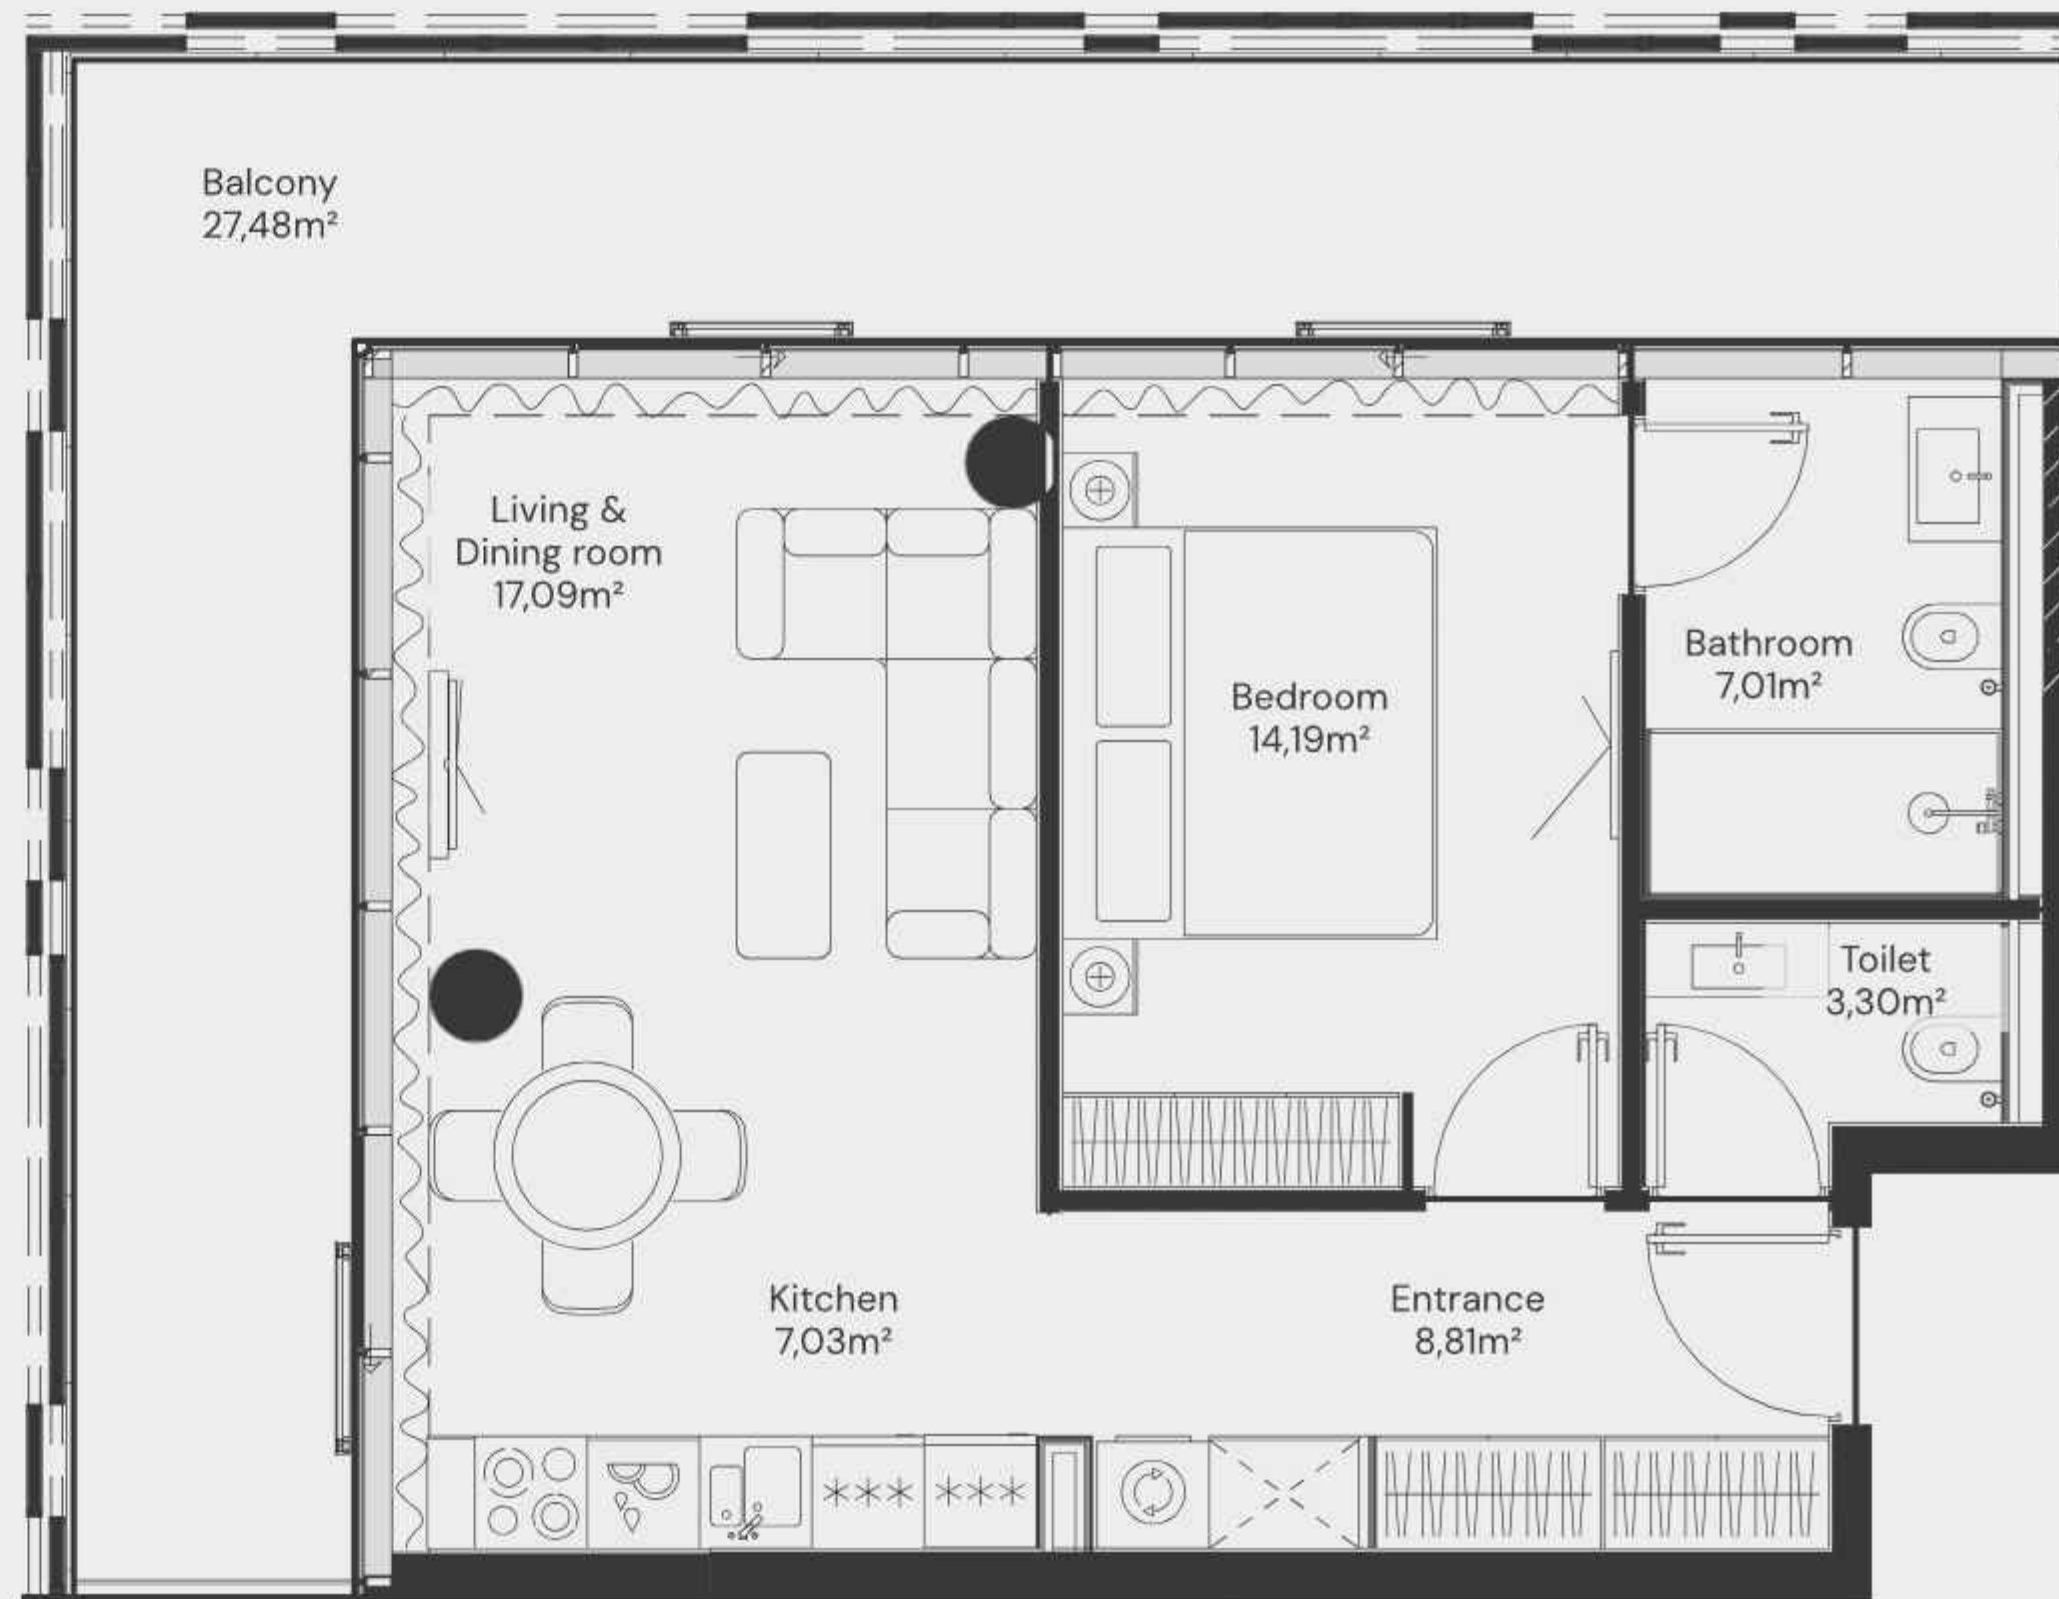 Balcony
27,48m²
Living &
Dining room
17,09m²
Bathroom
7,01m²
Bedroom
14,19m²
Toilet
3,30m²
Kitchen
7,03m²
Entrance
8,81m²